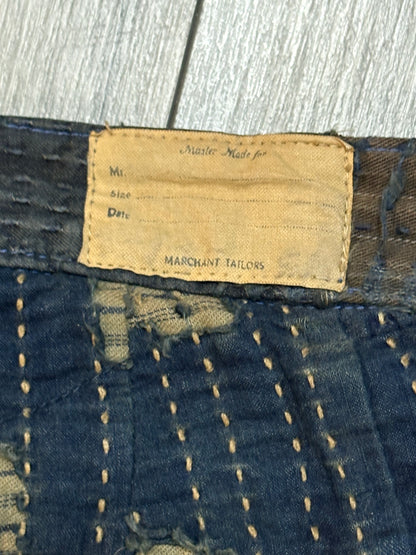 Master Made for
Mr.
Size
Date
MARCHANT TAILORS